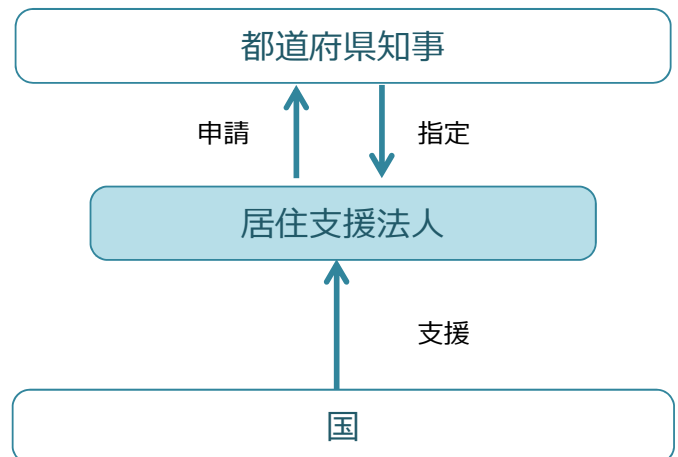 都道府県知事
申請
指定
居住支援法人
支援
国